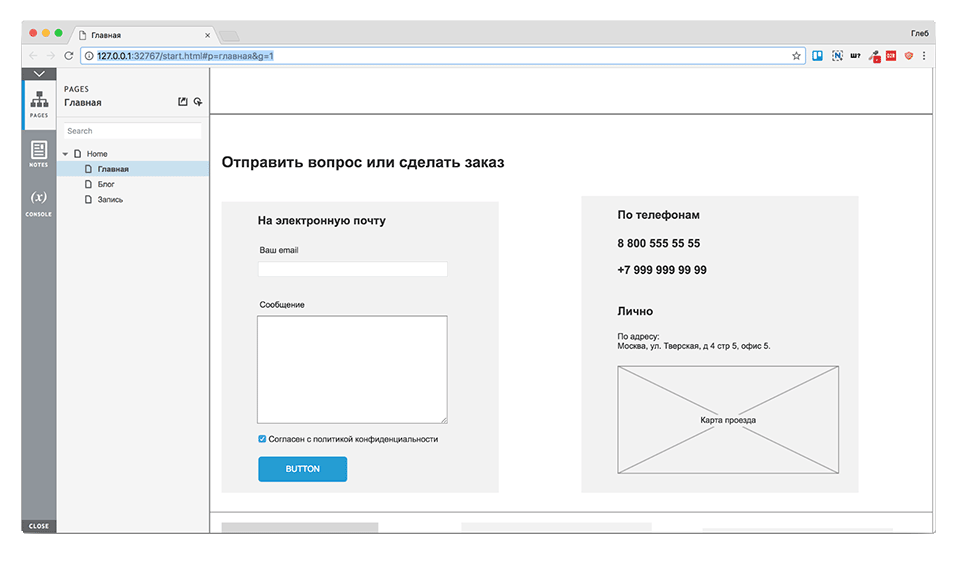 Главная
Глеб
127.0.0.1:32767/start.html#p=главная&g=1
Ш?
PAGES
Главная
PAGES
Search
Home
Главная
Блог
Запись
NOTES
(x)
CONSOLE
CLOSE
Отправить вопрос или сделать заказ
На электронную почту
Ваш email
Сообщение
Согласен с политикой конфиденциальности
BUTTON
По телефонам
8 800 555 55 55
+7 999 999 99 99
Лично
По адресу:
Москва, ул. Тверская, д 4 стр 5, офис 5.
Карта проезда